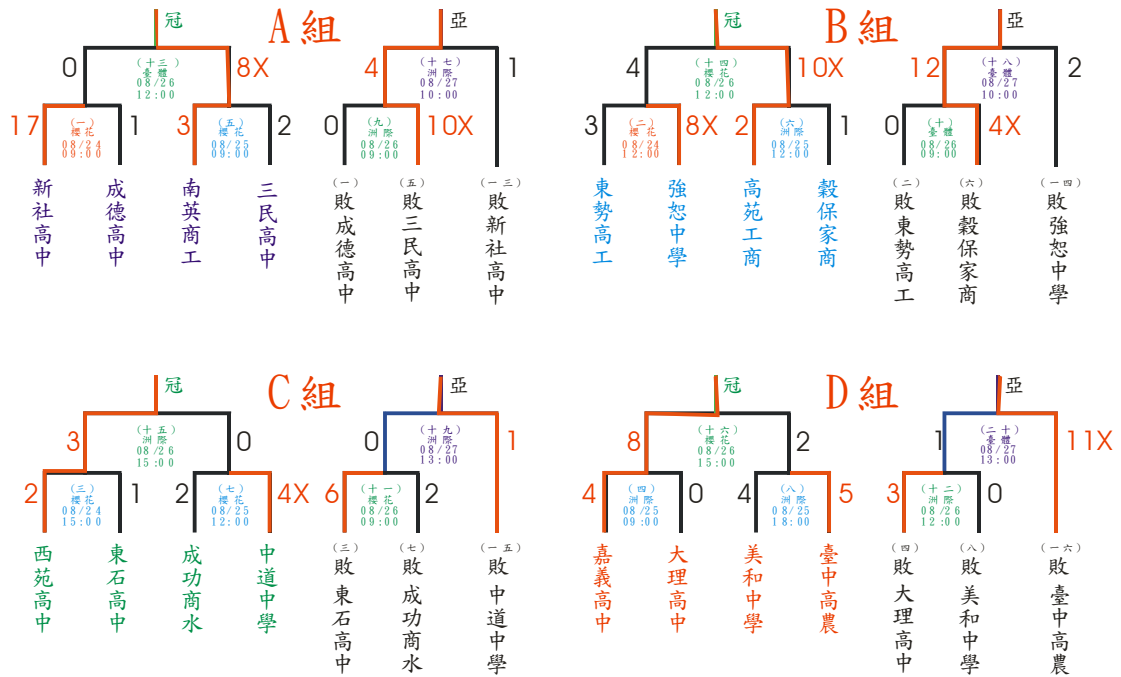 A組
冠
0
8X
(十三)
臺體
08/26
12:00
17
1
(一)
櫻花
08/24
09:00
3
2
(五)
櫻花
08/25
09:00
新社高中
成德高中
南英商工
三民高中
亞
4
1
(十七)
洲際
08/27
10:00
0
10X
(九)
洲際
08/26
09:00
(一)敗成德高中
(五)敗三民高中
(一三)敗新社高中
B組
冠
4
10X
(十四)
櫻花
08/26
12:00
3
8X
(二)
櫻花
08/24
12:00
2
1
(六)
洲際
08/25
12:00
東勢高工
強恕中學
高苑工商
穀保家商
亞
12
2
(十八)
洲際
08/27
10:00
0
4X
(十)
臺體
08/26
09:00
(二)敗東勢高工
(六)敗穀保家商
(一四)敗強恕中學
C組
冠
3
0
(十五)
洲際
08/26
15:00
2
1
(三)
櫻花
08/24
15:00
2
4X
(七)
櫻花
08/25
12:00
西苑高中
東石高中
成功商水
中道中學
亞
0
1
(十九)
洲際
08/27
13:00
6
2
(十一)
櫻花
08/26
09:00
(三)敗東石高中
(七)敗成功商水
(一五)敗中道中學
D組
冠
8
2
(十六)
櫻花
08/26
15:00
4
0
(四)
洲際
08/25
09:00
4
5
(八)
洲際
08/25
18:00
嘉義高中
大理高中
美和中學
臺中高農
亞
1
11X
(二十)
臺體
08/27
13:00
3
0
(十二)
洲際
08/26
12:00
(四)敗大理高中
(八)敗美和中學
(一六)敗臺中高農